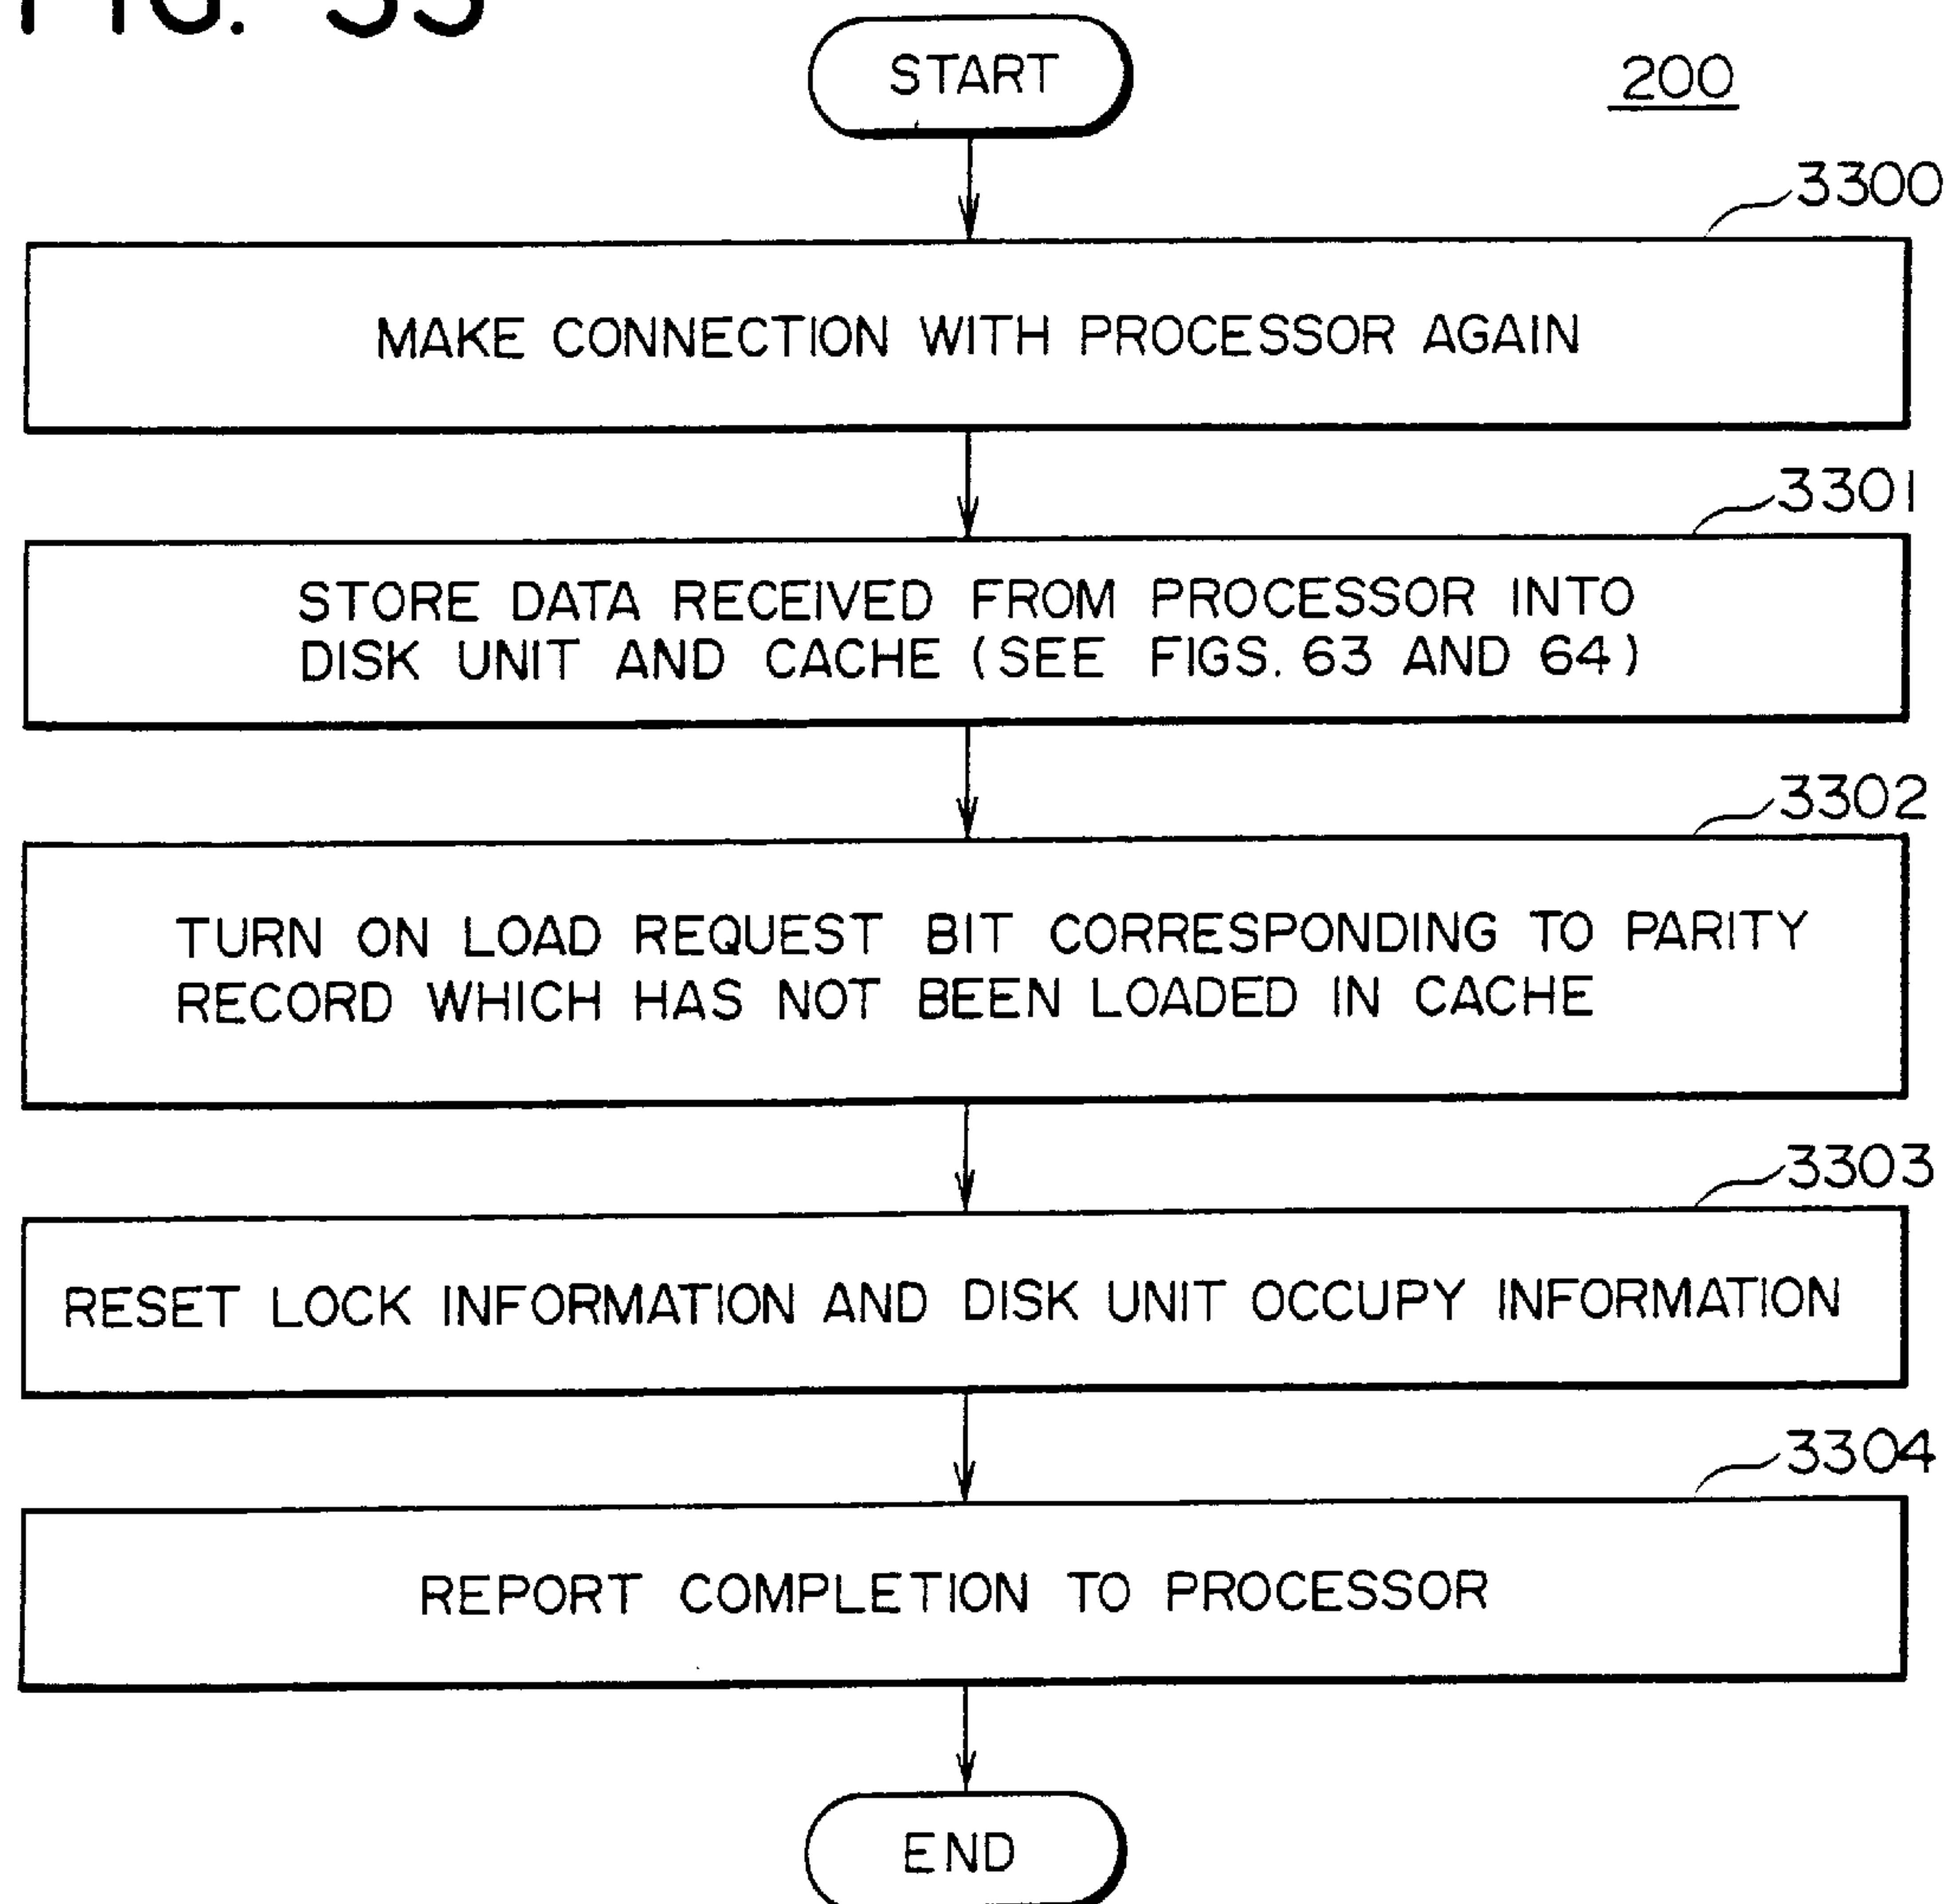 FIG. 33
START
200
3300
MAKE CONNECTION WITH PROCESSOR AGAIN
3301
STORE DATA RECEIVED FROM PROCESSOR INTO
DISK UNIT AND CACHE (SEE FIGS. 63 AND 64)
3302
TURN ON LOAD REQUEST BIT CORRESPONDING TO PARITY
RECORD WHICH HAS NOT BEEN LOADED IN CACHE
3303
RESET LOCK INFORMATION AND DISK UNIT OCCUPY INFORMATION
3304
REPORT COMPLETION TO PROCESSOR
END